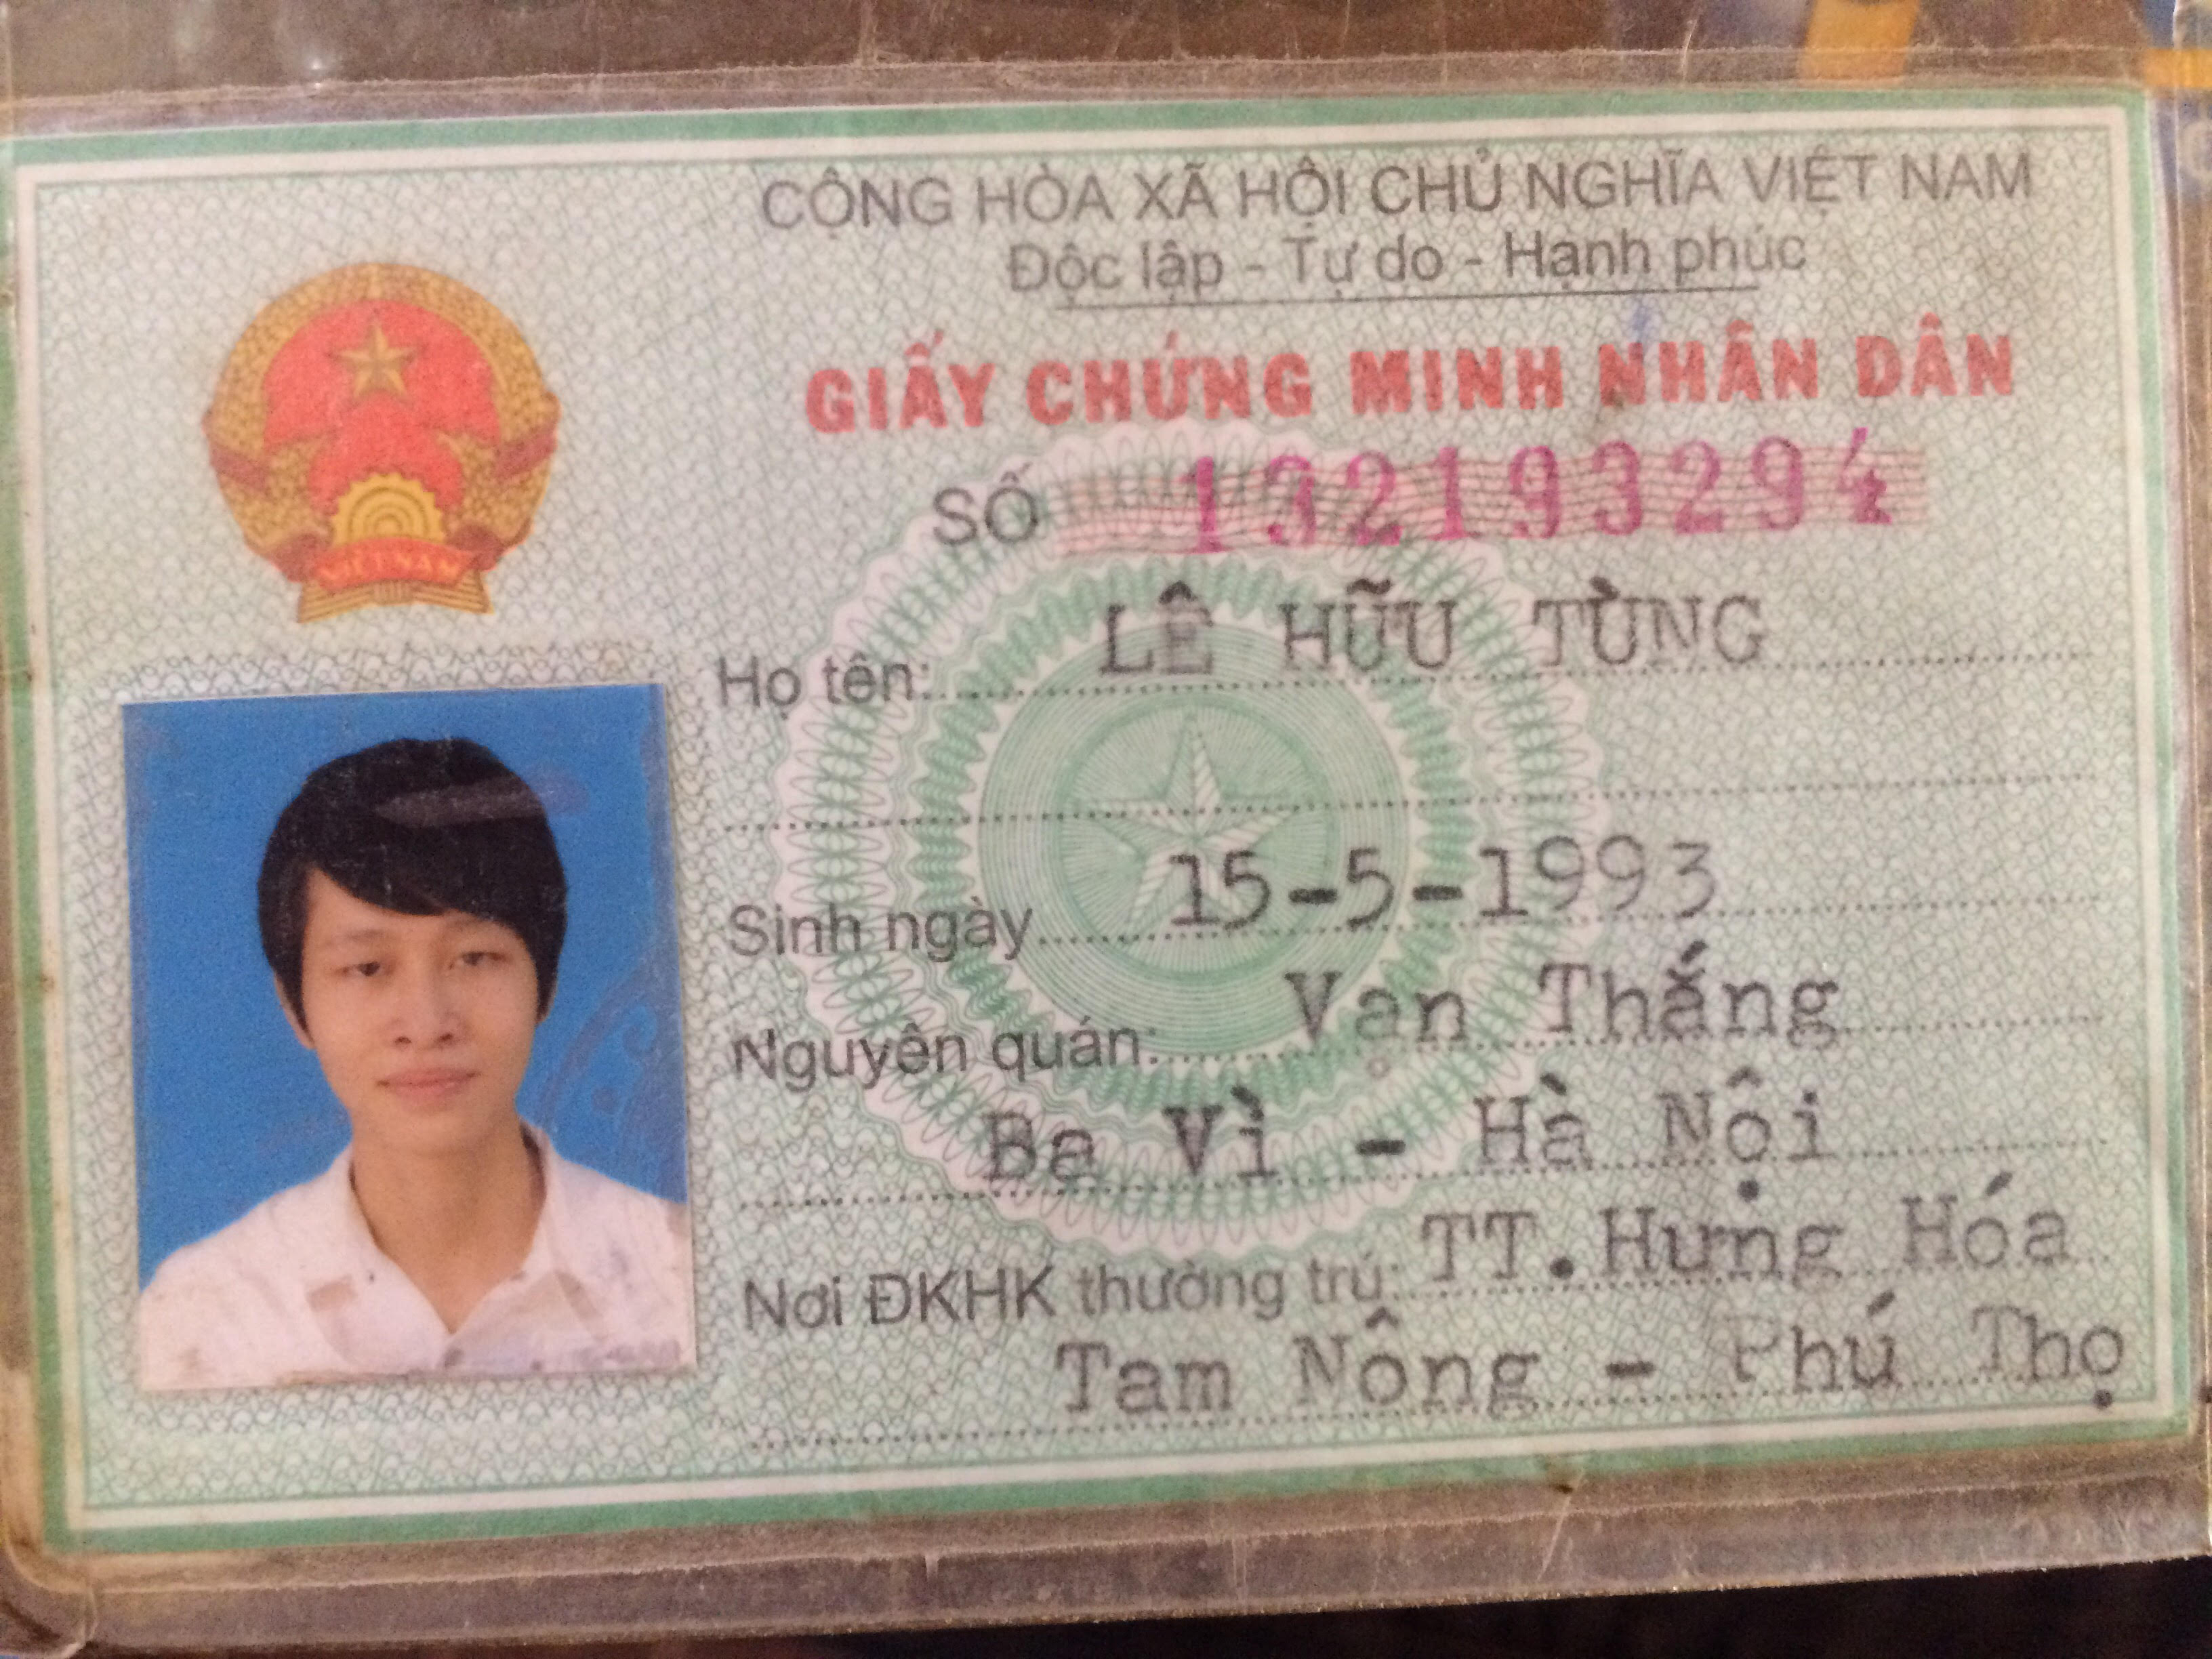 CỘNG HÒA XÃ HỘI CHỦ NGHĨA VIỆT NAM
Độc lập - Tự do - Hạnh phúc
GIẤY CHỨNG MINH NHÂN DÂN
SỐ 132193294
VIỆT NAM
Họ tên: LÊ HỮU TÙNG
Sinh ngày 15-5-1993
Nguyên quán: Vạn Thắng
Ba Vì - Hà Nội
Nơi ĐKHK thường trú: TT.Hưng Hóa
Tam Nông - Phú Thọ